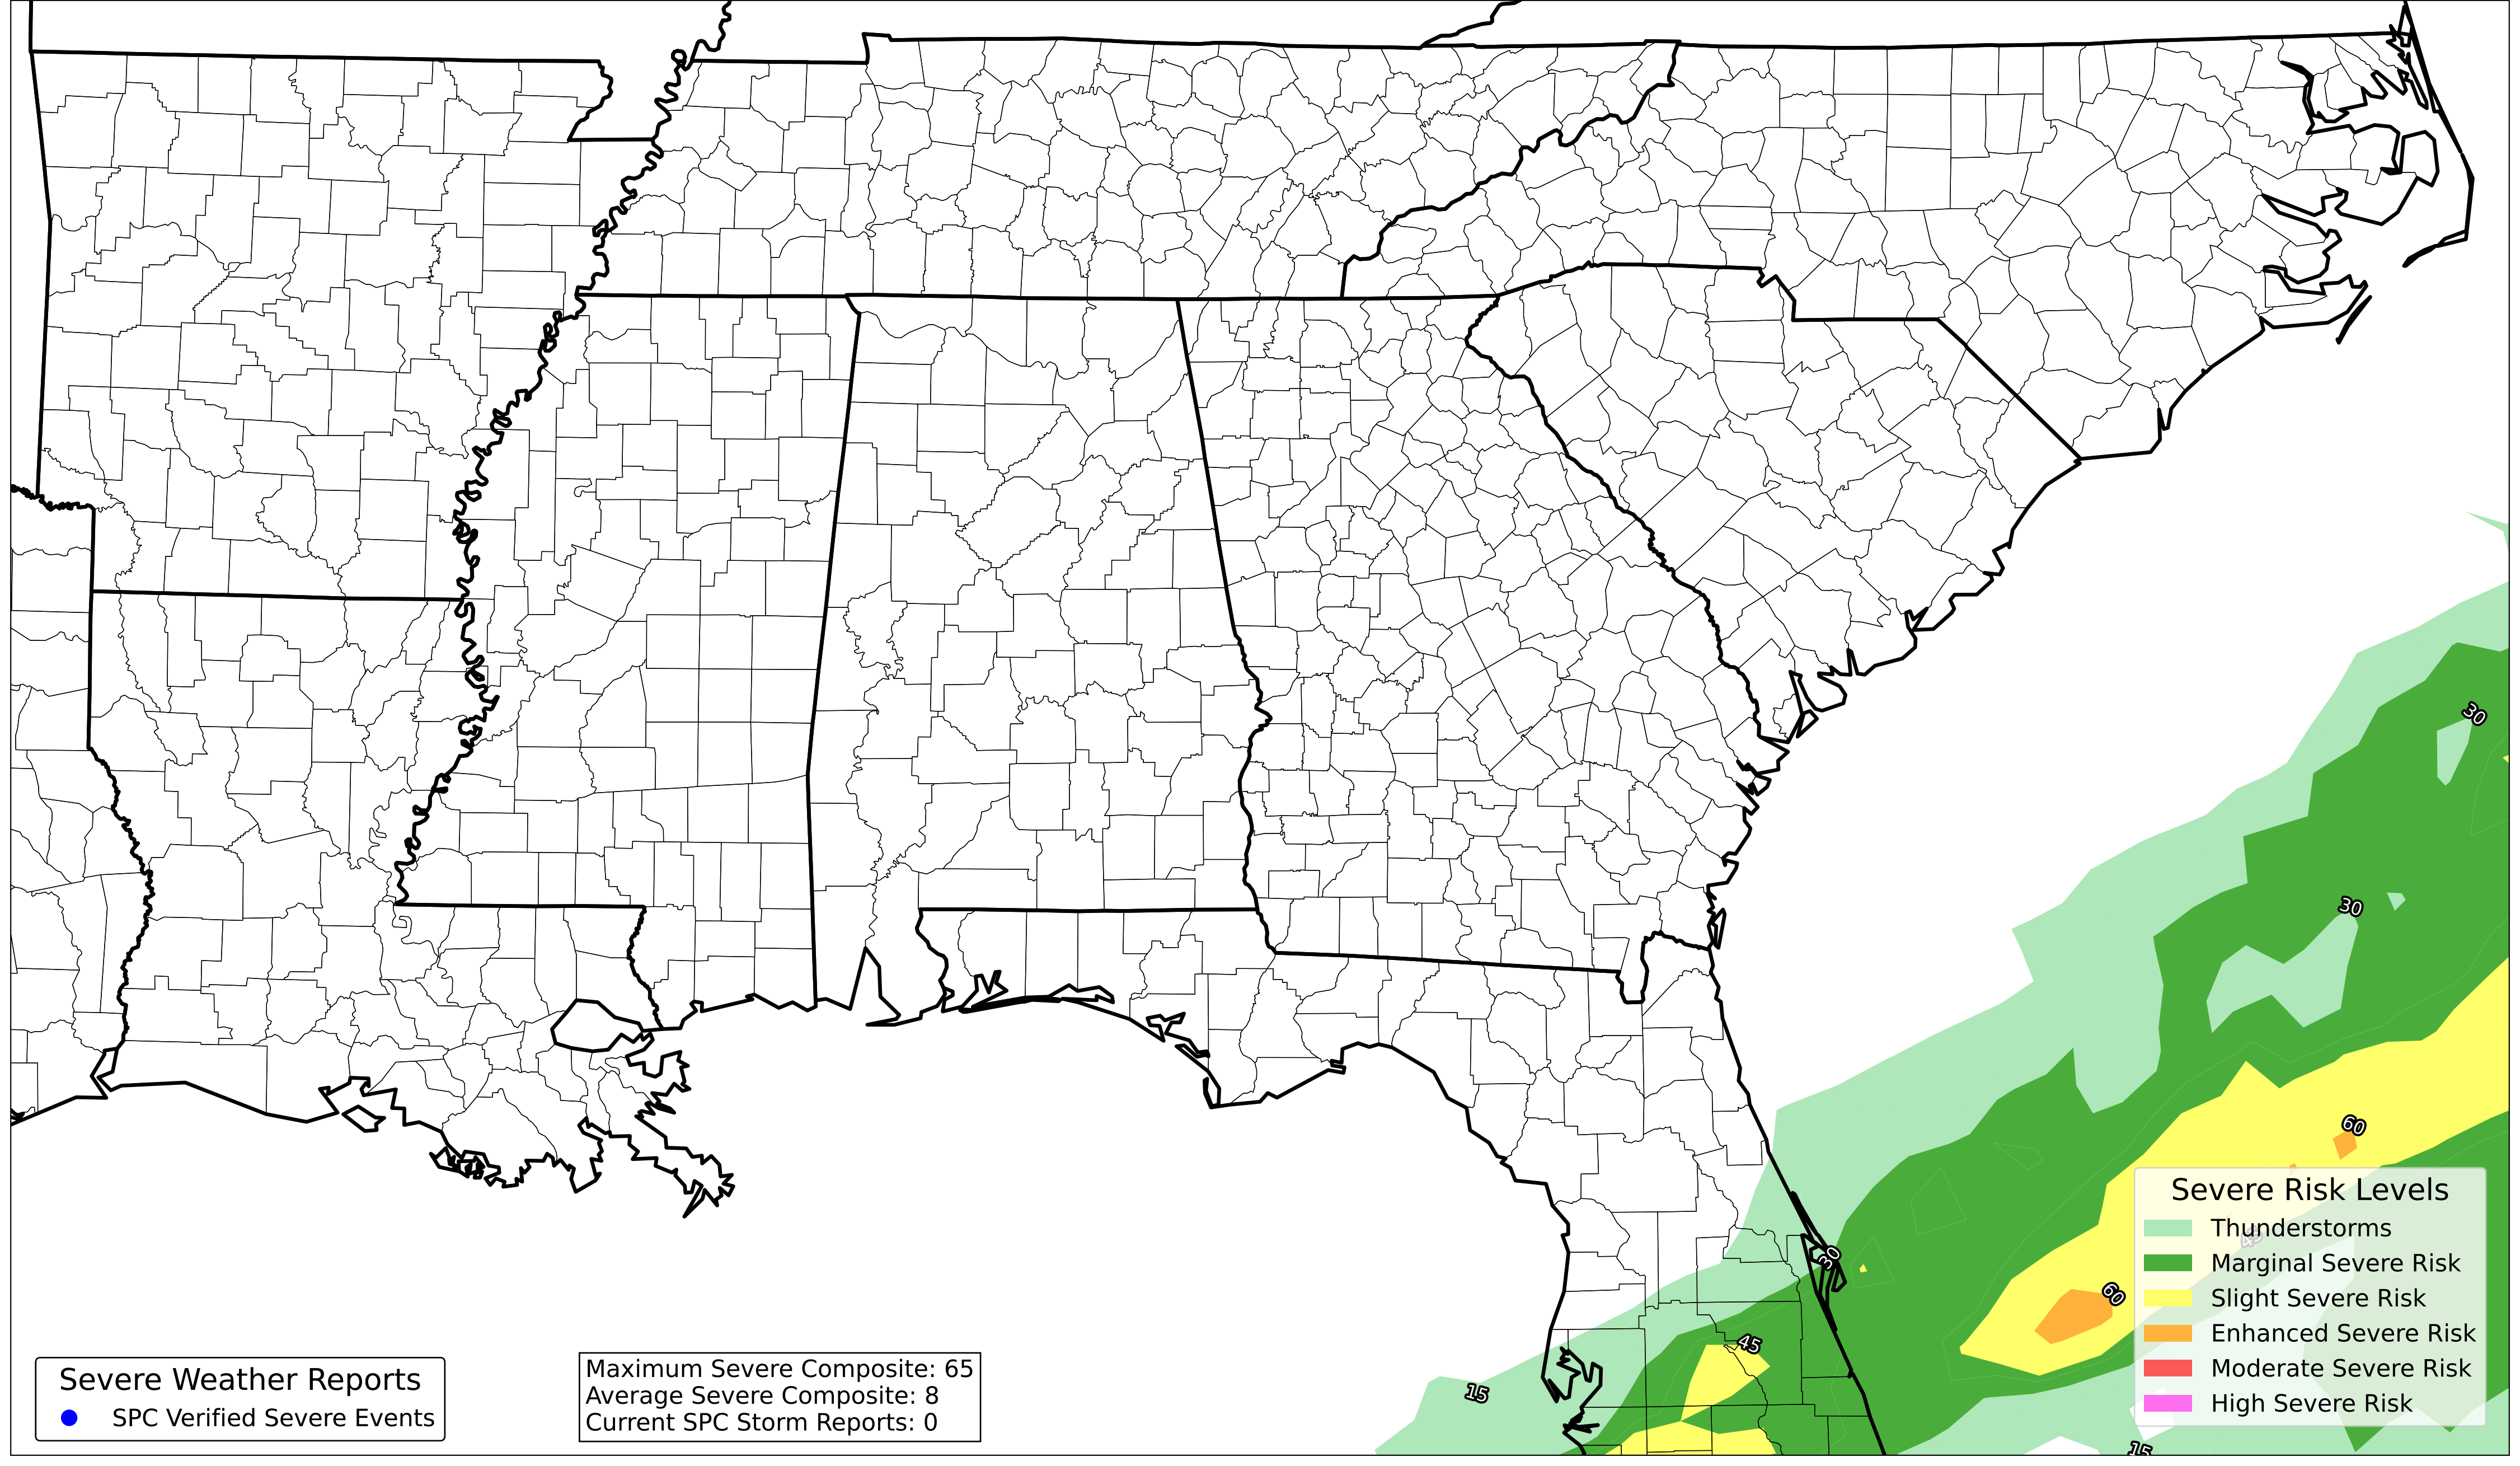 30
30
60
45
60
30
45
15
15
Severe Risk Levels
Thunderstorms
Marginal Severe Risk
Slight Severe Risk
Enhanced Severe Risk
Moderate Severe Risk
High Severe Risk
Severe Weather Reports
SPC Verified Severe Events
Maximum Severe Composite: 65
Average Severe Composite: 8
Current SPC Storm Reports: 0